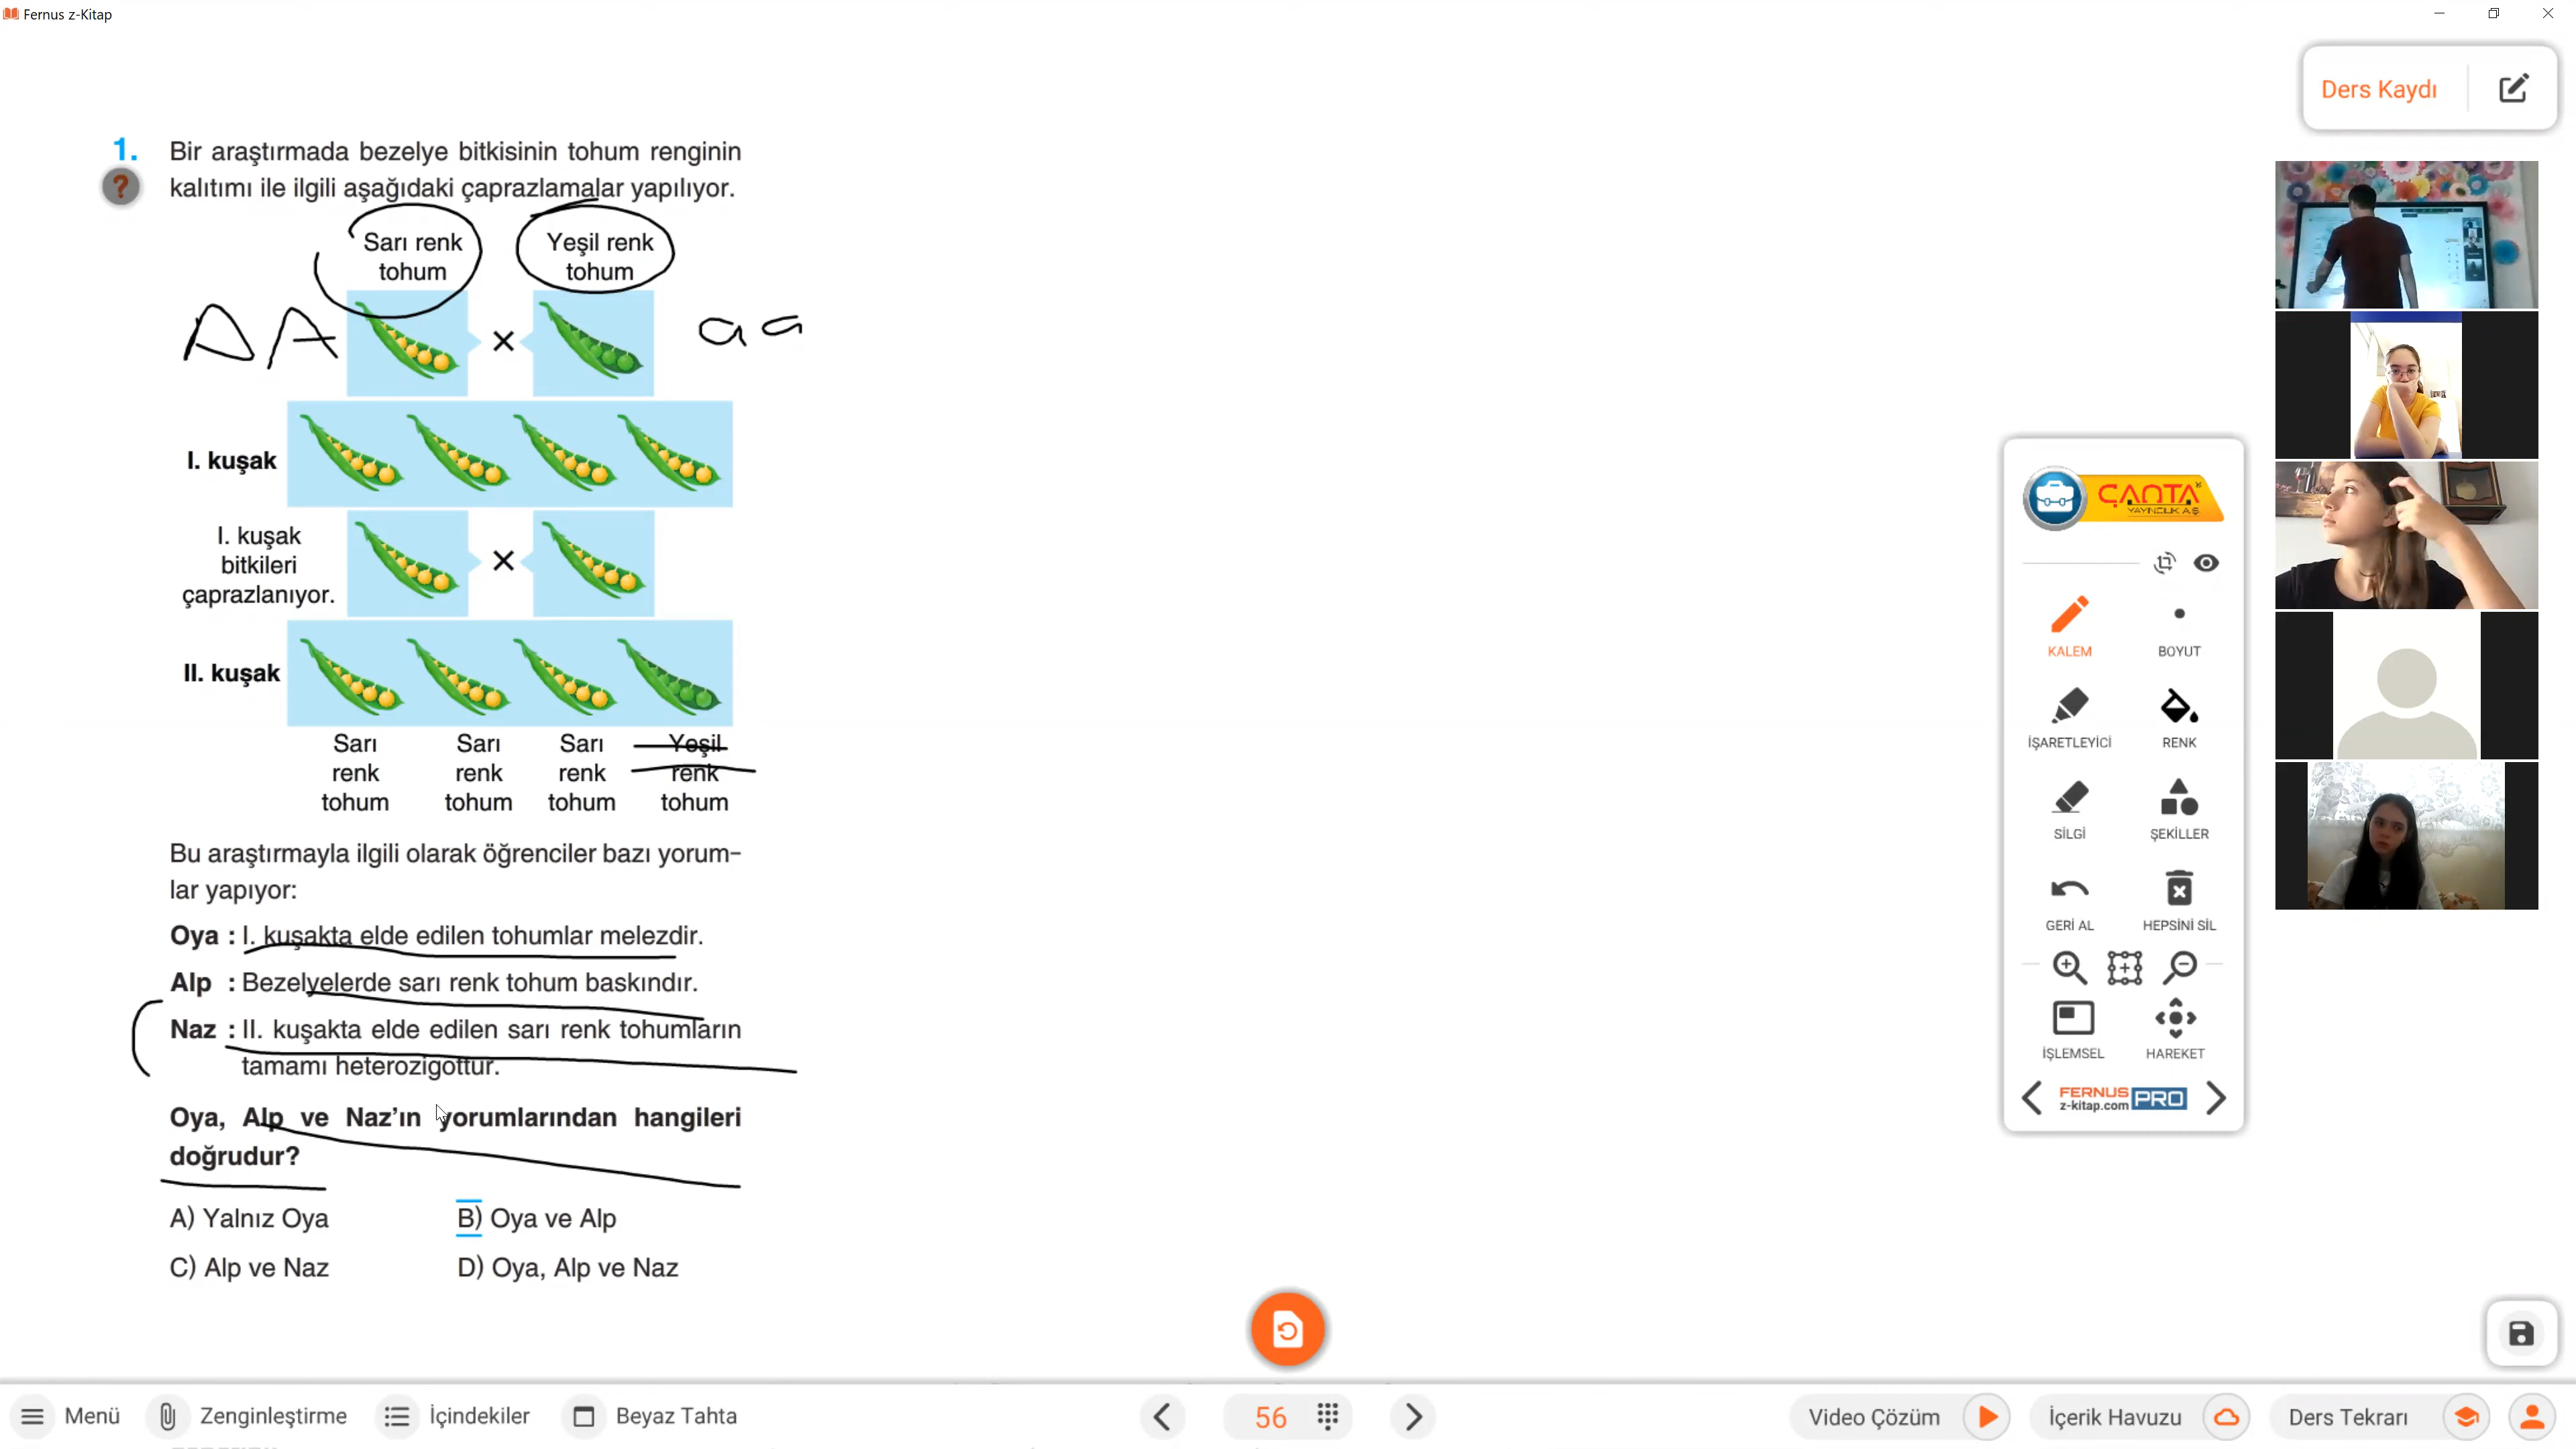 Fernus z-Kitap
Ders Kaydı
1. Bir araştırmada bezelye bitkisinin tohum renginin
? kalıtımı ile ilgili aşağıdaki çaprazlamalar yapılıyor.
Sarı renk
tohum
Yeşil renk
tohum
AA
×
aa
I. kuşak
I. kuşak
bitkileri
çaprazlanıyor.
×
II. kuşak
Sarı
renk
tohum
Sarı
renk
tohum
Sarı
renk
tohum
Yeşil
renk
tohum
Bu araştırmayla ilgili olarak öğrenciler bazı yorum-
lar yapıyor:
Oya : I. kuşakta elde edilen tohumlar melezdir.
Alp : Bezelyelerde sarı renk tohum baskındır.
Naz : II. kuşakta elde edilen sarı renk tohumların
tamamı heterozigottur.
Oya, Alp ve Naz'ın yorumlarından hangileri
doğrudur?
A) Yalnız Oya
B) Oya ve Alp
C) Alp ve Naz
D) Oya, Alp ve Naz
ÇANTA
YAYINCILIK A.Ş.
KALEM
BOYUT
İŞARETLEYİCİ
RENK
SİLGİ
ŞEKİLLER
GERİ AL
HEPSİNİ SİL
İŞLEMSEL
HAREKET
FERNUS
z-kitap.com
PRO
Menü
Zenginleştirme
İçindekiler
Beyaz Tahta
56
Video Çözüm
İçerik Havuzu
Ders Tekrarı